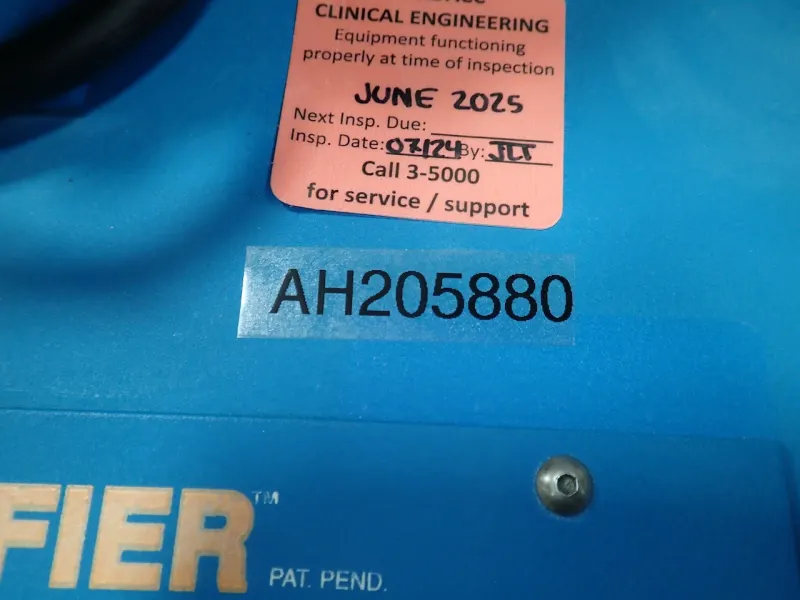 CLINICAL ENGINEERING
Equipment functioning
properly at time of inspection
JUNE 2025
Next Insp. Due:
Insp. Date: 07/24 By: JLT
Call 3-5000
for service / support
AH205880
FIER™
PAT. PEND.